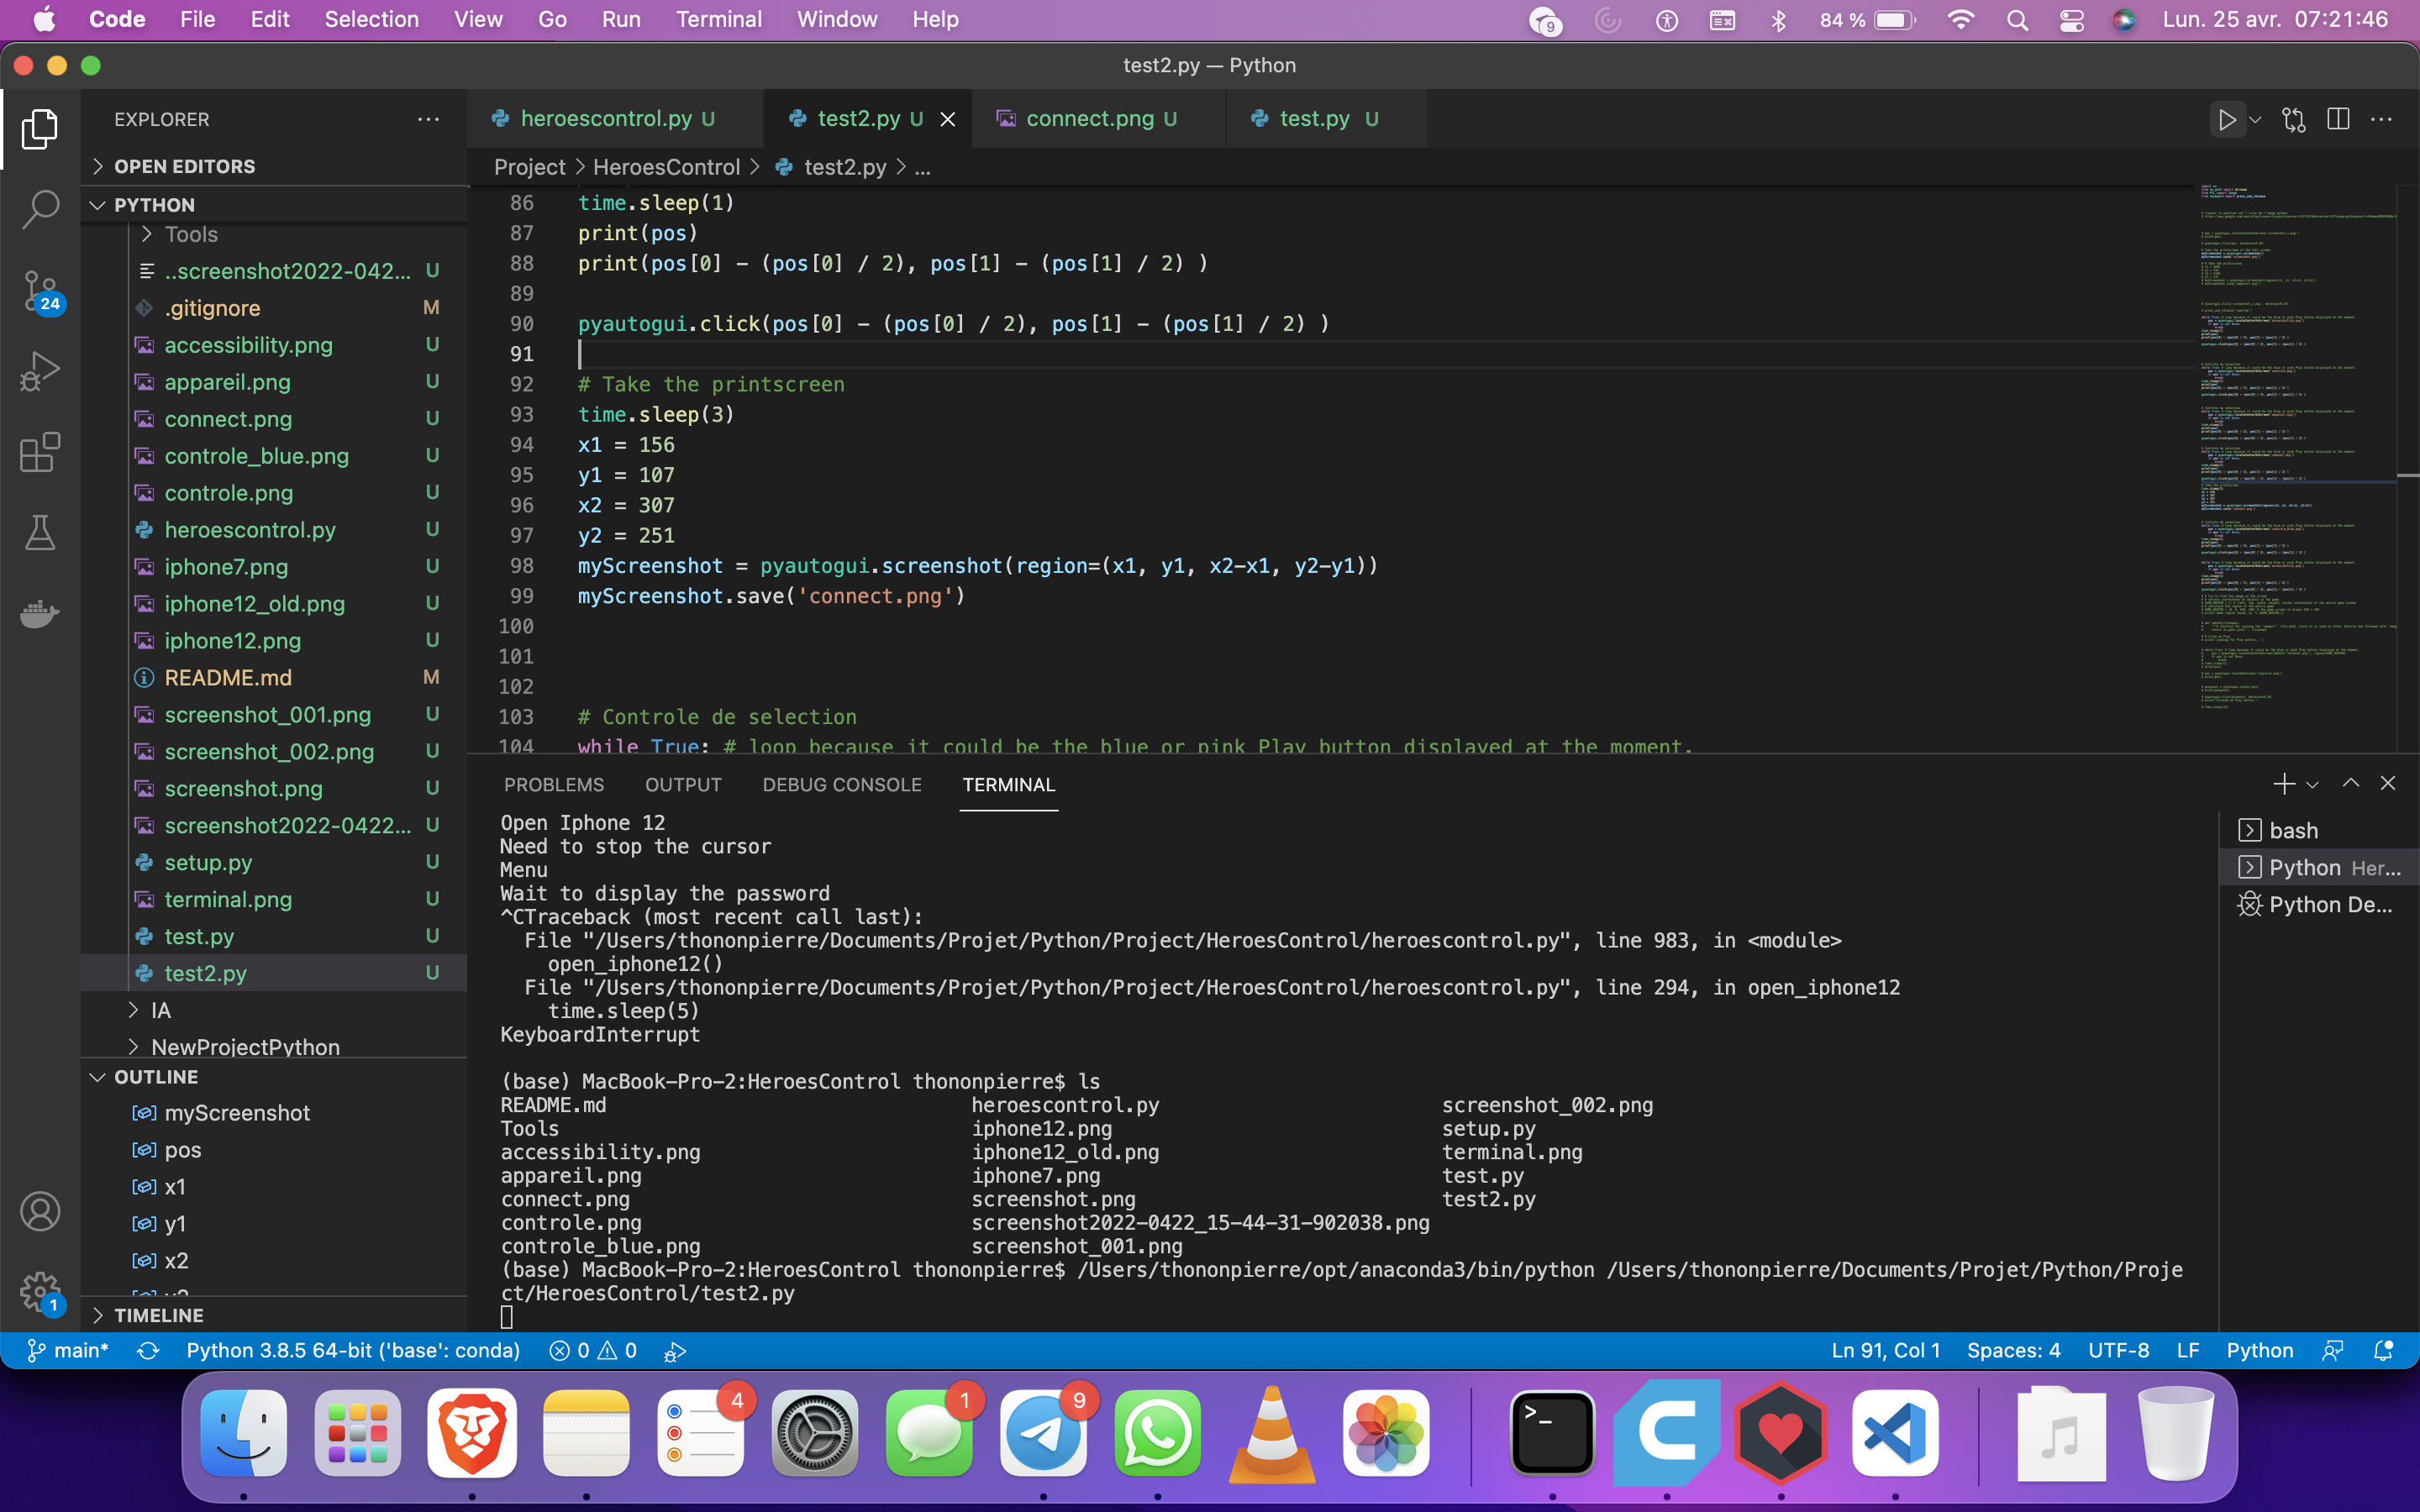 Code File Edit Selection View Go Run Terminal Window Help 9 84 % Lun. 25 avr. 07:21:46
test2.py — Python
EXPLORER
OPEN EDITORS
PYTHON
Tools
..screenshot2022-042... U
.gitignore M
accessibility.png U
appareil.png U
connect.png U
controle_blue.png U
controle.png U
heroescontrol.py U
iphone7.png U
iphone12_old.png U
iphone12.png U
README.md M
screenshot_001.png U
screenshot_002.png U
screenshot.png U
screenshot2022-0422... U
setup.py U
terminal.png U
test.py U
test2.py U
IA
NewProjectPython
OUTLINE
myScreenshot
pos
x1
y1
x2
TIMELINE
24
1
heroescontrol.py U test2.py U connect.png U test.py U
Project > HeroesControl > test2.py > ...
86 time.sleep(1)
87 print(pos)
88 print(pos[0] - (pos[0] / 2), pos[1] - (pos[1] / 2) )
89
90 pyautogui.click(pos[0] - (pos[0] / 2), pos[1] - (pos[1] / 2) )
91
92 # Take the printscreen
93 time.sleep(3)
94 x1 = 156
95 y1 = 107
96 x2 = 307
97 y2 = 251
98 myScreenshot = pyautogui.screenshot(region=(x1, y1, x2-x1, y2-y1))
99 myScreenshot.save('connect.png')
100
101
102
103 # Controle de selection
104 while True: # loop because it could be the blue or pink Play button displayed at the moment.
PROBLEMS OUTPUT DEBUG CONSOLE TERMINAL
Open Iphone 12
Need to stop the cursor
Menu
Wait to display the password
^CTraceback (most recent call last):
File "/Users/thononpierre/Documents/Projet/Python/Project/HeroesControl/heroescontrol.py", line 983, in <module>
open_iphone12()
File "/Users/thononpierre/Documents/Projet/Python/Project/HeroesControl/heroescontrol.py", line 294, in open_iphone12
time.sleep(5)
KeyboardInterrupt
(base) MacBook-Pro-2:HeroesControl thononpierre$ ls
README.md heroescontrol.py screenshot_002.png
Tools iphone12.png setup.py
accessibility.png iphone12_old.png terminal.png
appareil.png iphone7.png test.py
connect.png screenshot.png test2.py
controle.png screenshot2022-0422_15-44-31-902038.png
controle_blue.png screenshot_001.png
(base) MacBook-Pro-2:HeroesControl thononpierre$ /Users/thononpierre/opt/anaconda3/bin/python /Users/thononpierre/Documents/Projet/Python/Proje
ct/HeroesControl/test2.py
bash
Python Her...
Python De...
main* Python 3.8.5 64-bit ('base': conda) 0 0 Ln 91, Col 1 Spaces: 4 UTF-8 LF Python
4 1 9